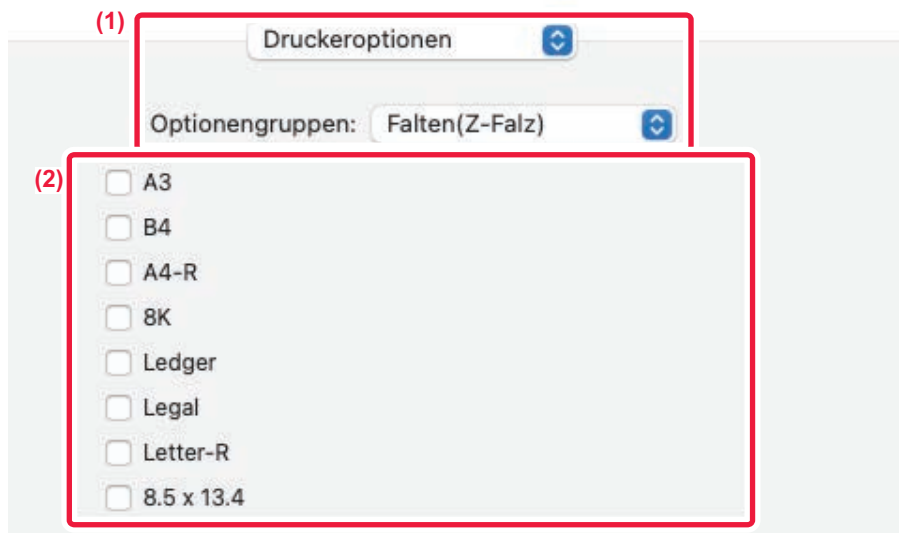 (1)
Druckeroptionen
Optionengruppen: Falten(Z-Falz)
(2)
A3
B4
A4-R
8K
Ledger
Legal
Letter-R
8.5 x 13.4